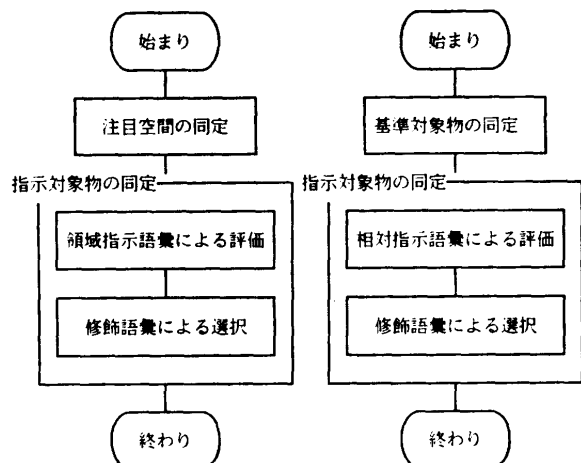 始まり
注目空間の同定
指示対象物の同定
領域指示語彙による評価
修飾語彙による選択
終わり
始まり
基準対象物の同定
指示対象物の同定
相対指示語彙による評価
修飾語彙による選択
終わり